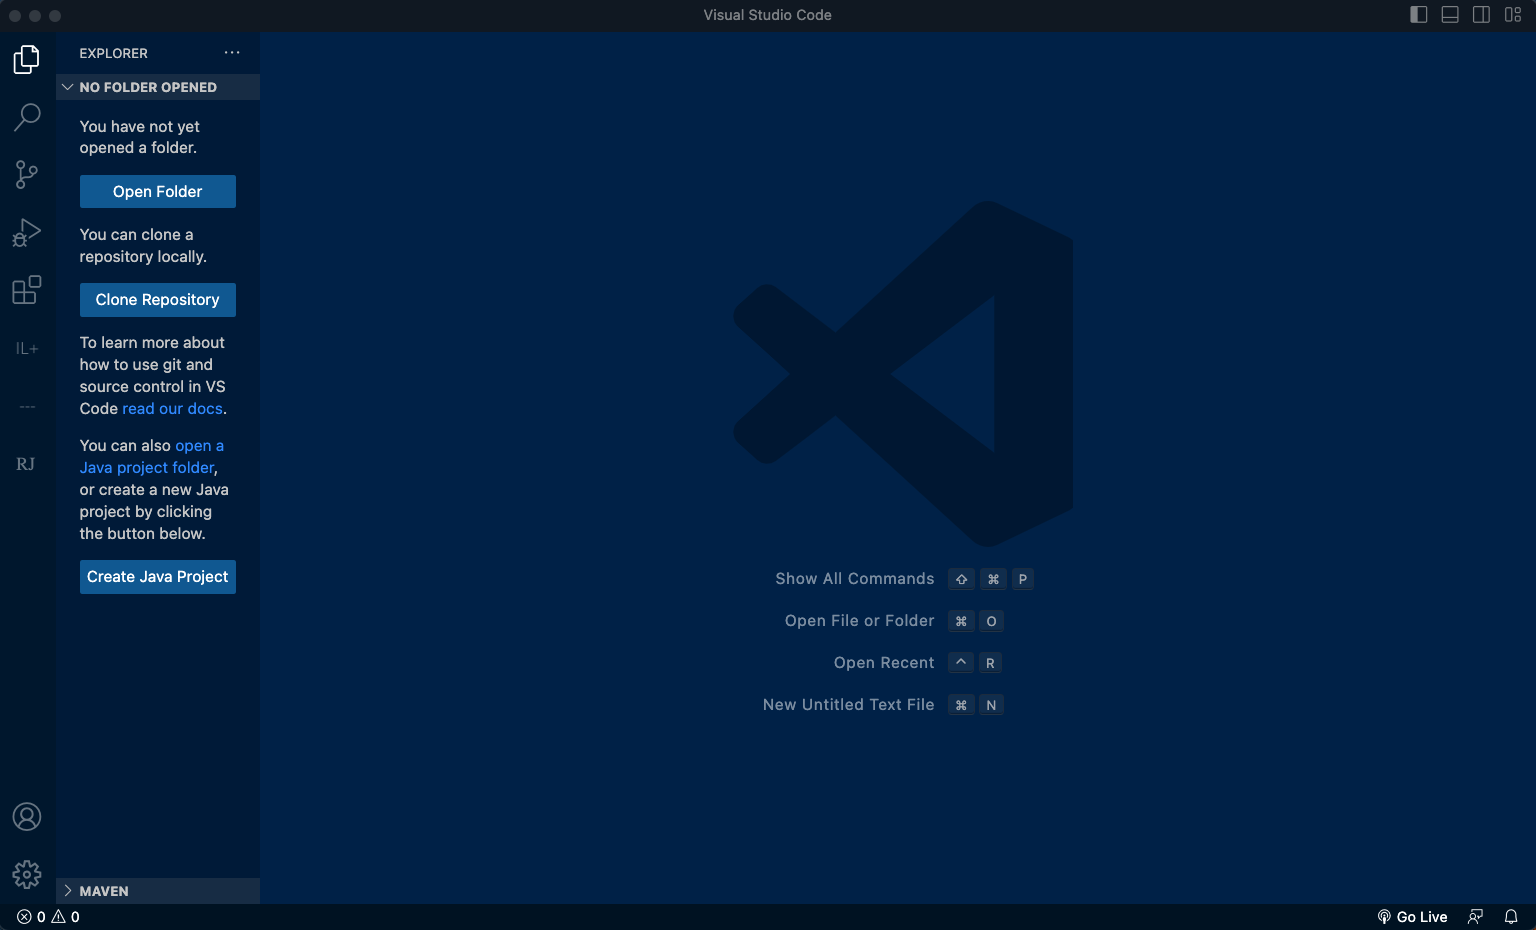 Visual Studio Code
EXPLORER
NO FOLDER OPENED
You have not yet
opened a folder.
Open Folder
You can clone a
repository locally.
Clone Repository
To learn more about
how to use git and
source control in VS
Code read our docs.
You can also open a
Java project folder,
or create a new Java
project by clicking
the button below.
Create Java Project
IL+
---
RJ
Show All Commands ⇧ ⌘ P
Open File or Folder ⌘ O
Open Recent ^ R
New Untitled Text File ⌘ N
MAVEN
0 0
Go Live